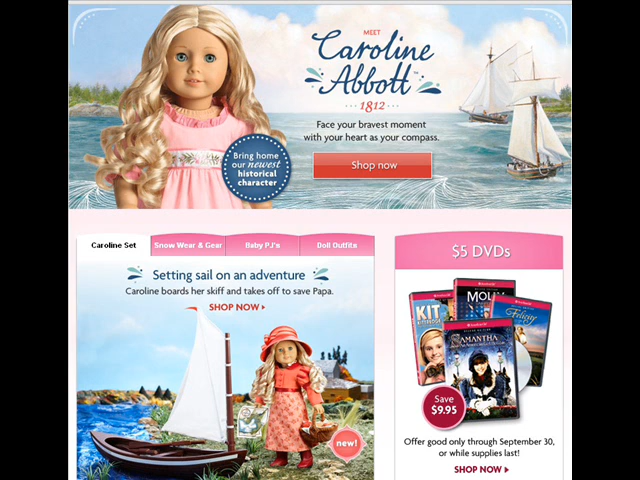 MEET
Caroline
Abbott™
1812
Face your bravest moment
with your heart as your compass.
Shop now
Bring home
our newest
historical
character
Caroline Set
Snow Wear & Gear
Baby PJ's
Doll Outfits
Setting sail on an adventure
Caroline boards her skiff and takes off to save Papa.
SHOP NOW
new!
$5 DVDs
KIT
MOLLY
Felicity
SAMANTHA
Save
$9.95
Offer good only through September 30,
or while supplies last!
SHOP NOW